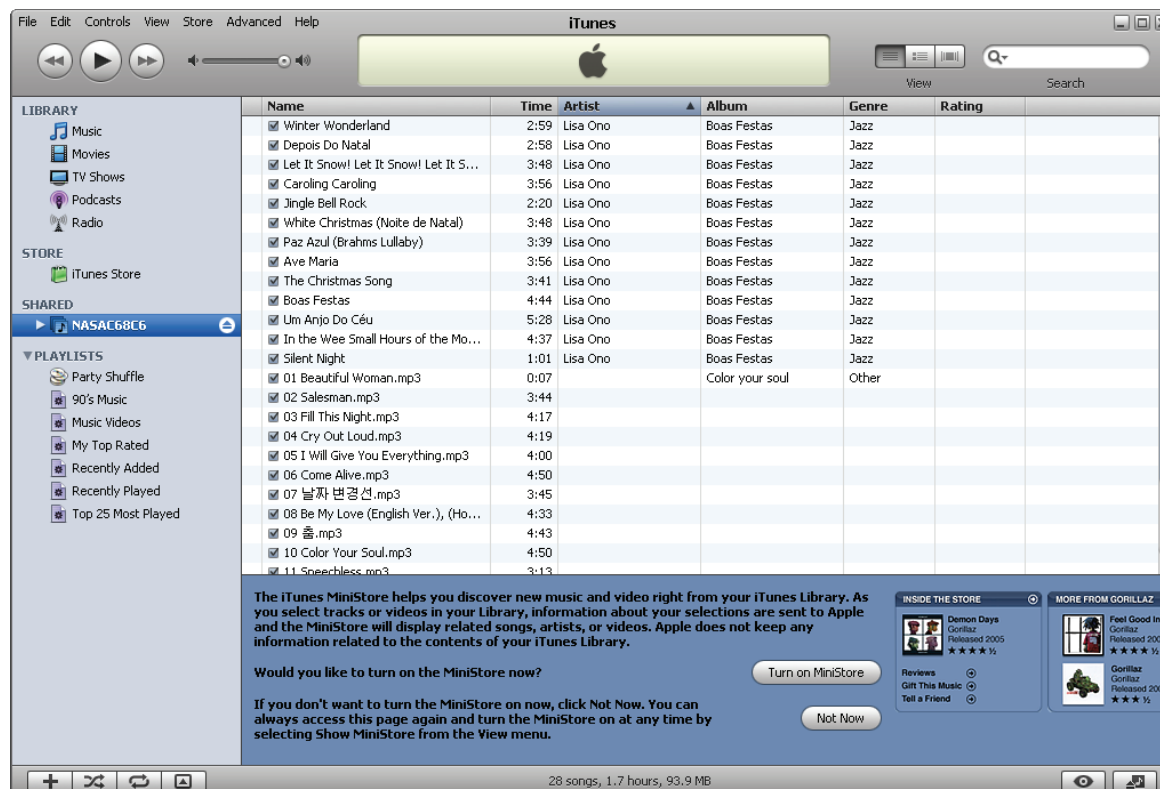 File Edit Controls View Store Advanced Help
iTunes
View
Search
LIBRARY
Music
Movies
TV Shows
Podcasts
Radio
STORE
iTunes Store
SHARED
NASAC68C6
PLAYLISTS
Party Shuffle
90's Music
Music Videos
My Top Rated
Recently Added
Recently Played
Top 25 Most Played
Name Time Artist Album Genre Rating
Winter Wonderland 2:59 Lisa Ono Boas Festas Jazz
Depois Do Natal 2:58 Lisa Ono Boas Festas Jazz
Let It Snow! Let It Snow! Let It S... 3:48 Lisa Ono Boas Festas Jazz
Caroling Caroling 3:56 Lisa Ono Boas Festas Jazz
Jingle Bell Rock 2:20 Lisa Ono Boas Festas Jazz
White Christmas (Noite de Natal) 3:48 Lisa Ono Boas Festas Jazz
Paz Azul (Brahms Lullaby) 3:39 Lisa Ono Boas Festas Jazz
Ave Maria 3:56 Lisa Ono Boas Festas Jazz
The Christmas Song 3:41 Lisa Ono Boas Festas Jazz
Boas Festas 4:44 Lisa Ono Boas Festas Jazz
Um Anjo Do Céu 5:28 Lisa Ono Boas Festas Jazz
In the Wee Small Hours of the Mo... 4:37 Lisa Ono Boas Festas Jazz
Silent Night 1:01 Lisa Ono Boas Festas Jazz
01 Beautiful Woman.mp3 0:07 Color your soul Other
02 Salesman.mp3 3:44
03 Fill This Night.mp3 4:17
04 Cry Out Loud.mp3 4:19
05 I Will Give You Everything.mp3 4:00
06 Come Alive.mp3 4:50
07 날짜 변경선.mp3 3:45
08 Be My Love (English Ver.), (Ho... 4:33
09 춤.mp3 4:43
10 Color Your Soul.mp3 4:50
11 Speechless.mp3 3:13
The iTunes MiniStore helps you discover new music and video right from your iTunes Library. As
you select tracks or videos in your Library, information about your selections are sent to Apple
and the MiniStore will display related songs, artists, or videos. Apple does not keep any
information related to the contents of your iTunes Library.
Would you like to turn on the MiniStore now?
Turn on MiniStore
If you don't want to turn the MiniStore on now, click Not Now. You can
always access this page again and turn the MiniStore on at any time by
selecting Show MiniStore from the View menu.
Not Now
INSIDE THE STORE
Demon Days
Gorillaz
Released 2005
Reviews
Gift This Music
Tell a Friend
MORE FROM GORILLAZ
Feel Good In
Gorillaz
Released 200
Gorillaz
Gorillaz
Released 200
28 songs, 1.7 hours, 93.9 MB